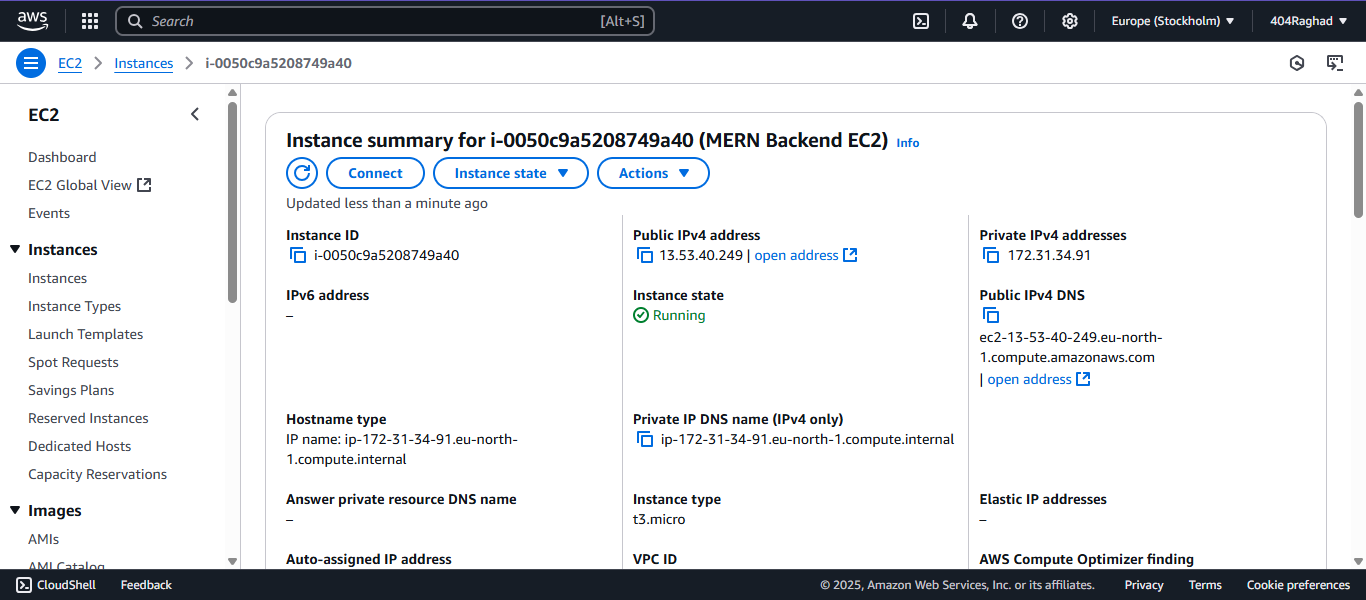 aws
Search [Alt+S]
Europe (Stockholm)
404Raghad
EC2 Instances i-0050c9a5208749a40
EC2
Dashboard
EC2 Global View
Events
Instances
Instances
Instance Types
Launch Templates
Spot Requests
Savings Plans
Reserved Instances
Dedicated Hosts
Capacity Reservations
Images
AMIs
AMI Catalog
Instance summary for i-0050c9a5208749a40 (MERN Backend EC2) Info
Connect
Instance state
Actions
Updated less than a minute ago
Instance ID
i-0050c9a5208749a40
Public IPv4 address
13.53.40.249 | open address
Private IPv4 addresses
172.31.34.91
IPv6 address
–
Instance state
Running
Public IPv4 DNS
ec2-13-53-40-249.eu-north-
1.compute.amazonaws.com
| open address
Hostname type
IP name: ip-172-31-34-91.eu-north-
1.compute.internal
Private IP DNS name (IPv4 only)
ip-172-31-34-91.eu-north-1.compute.internal
Answer private resource DNS name
–
Instance type
t3.micro
Elastic IP addresses
–
Auto-assigned IP address
VPC ID
AWS Compute Optimizer finding
CloudShell
Feedback
© 2025, Amazon Web Services, Inc. or its affiliates.
Privacy
Terms
Cookie preferences